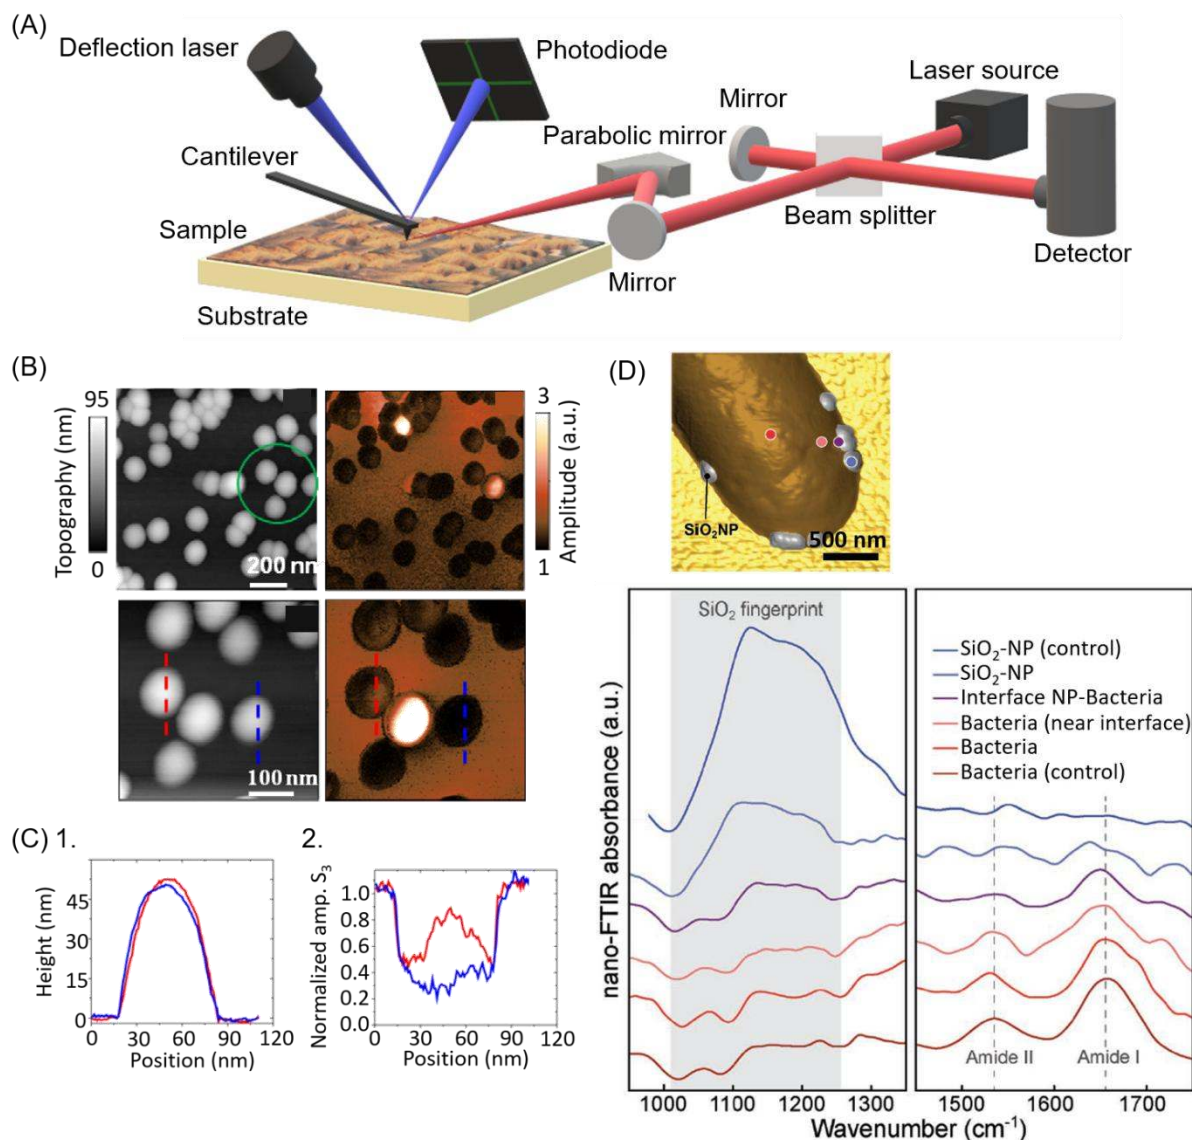 (A)
Deflection laser
Photodiode
Laser source
Mirror
Parabolic mirror
Cantilever
Sample
Beam splitter
Detector
Mirror
Substrate
(B)
95
Topography (nm)
0
200 nm
3
Amplitude (a.u.)
1
100 nm
(C) 1.
45
30
15
0
Height (nm)
0 30 60 90 120
Position (nm)
2.
1.0
0.8
0.6
0.4
0.2
0.0
Normalized amp. S3
0 30 60 90 120
Position (nm)
(D)
SiO2NP
500 nm
SiO2 fingerprint
SiO2-NP (control)
SiO2-NP
Interface NP-Bacteria
Bacteria (near interface)
Bacteria
Bacteria (control)
nano-FTIR absorbance (a.u.)
Amide II
Amide I
1000 1100 1200 1300
1500 1600 1700
Wavenumber (cm-1)